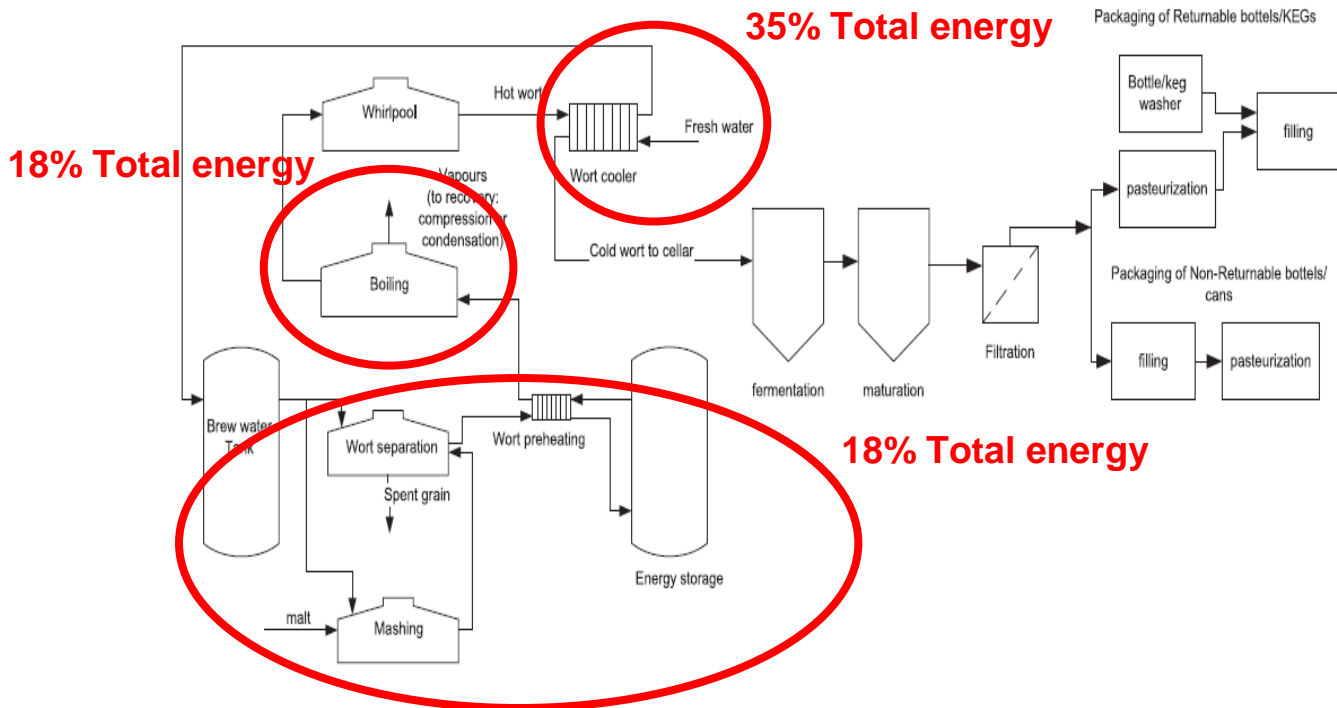 35% Total energy
Packaging of Returnable bottels/KEGs
Bottle/keg
washer
filling
pasteurization
Whirlpool
Hot wort
Fresh water
Wort cooler
18% Total energy
Vapours
(to recovery:
compression or
condensation)
Boiling
Cold wort to cellar
fermentation
maturation
Filtration
Packaging of Non-Returnable bottels/
cans
filling
pasteurization
Brew water
Tank
Wort separation
Spent grain
Wort preheating
18% Total energy
Energy storage
malt
Mashing